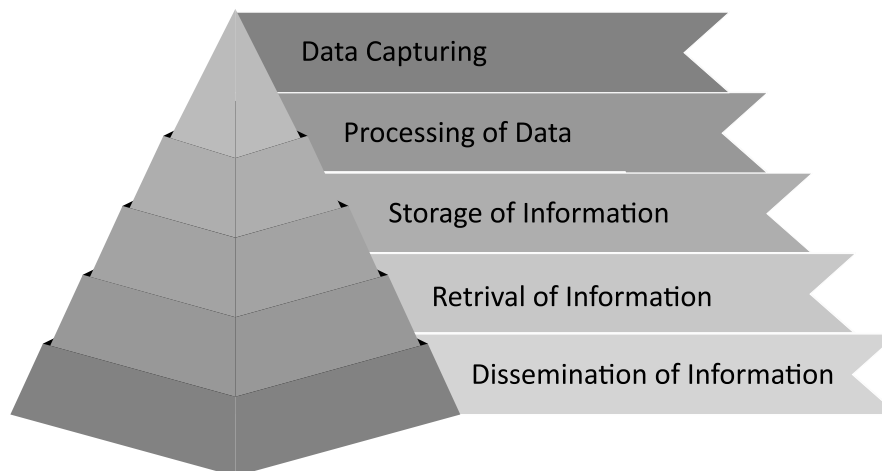 Data Capturing
Processing of Data
Storage of Information
Retrival of Information
Dissemination of Information